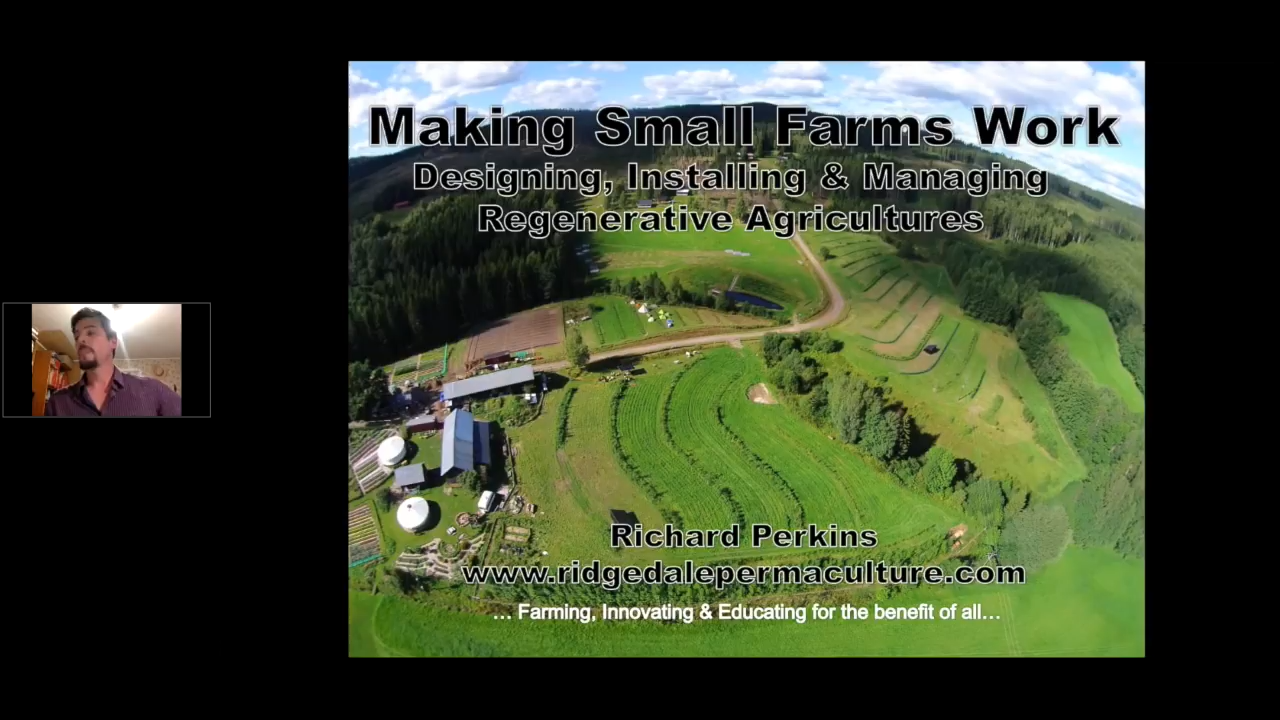 Making Small Farms Work
Designing, Installing & Managing
Regenerative Agricultures
Richard Perkins
www.ridgedalepermaculture.com
... Farming, Innovating & Educating for the benefit of all...